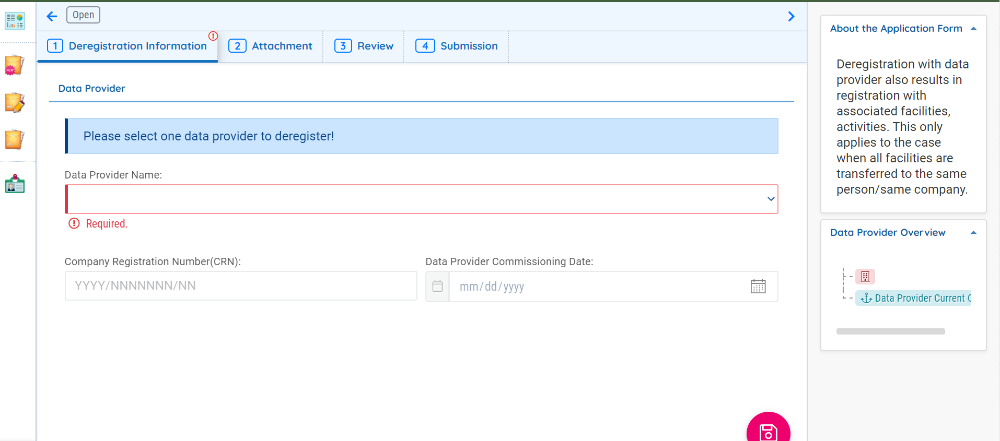 Open
1 Deregistration Information
2 Attachment
3 Review
4 Submission
NEW
Data Provider
Please select one data provider to deregister!
Data Provider Name:
Required.
Company Registration Number(CRN):
YYYY/NNNNNNN/NN
Data Provider Commissioning Date:
mm/dd/yyyy
About the Application Form
Deregistration with data
provider also results in
registration with
associated facilities,
activities. This only
applies to the case
when all facilities are
transferred to the same
person/same company.
Data Provider Overview
Data Provider Current